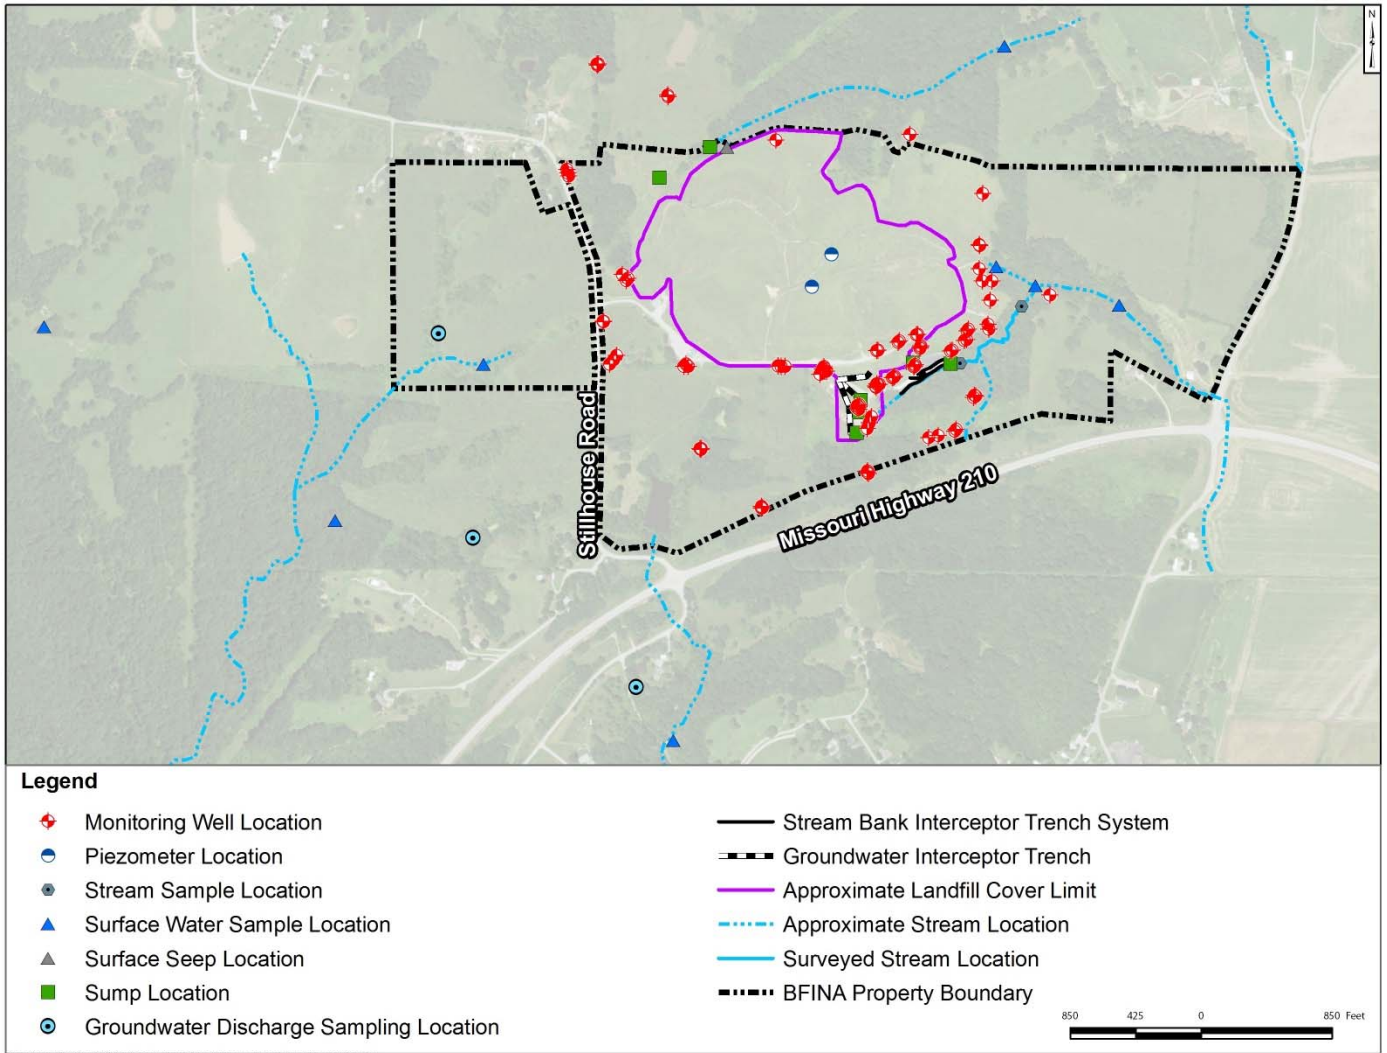 N
Stillhouse Road
Missouri Highway 210
Legend
Monitoring Well Location
Piezometer Location
Stream Sample Location
Surface Water Sample Location
Surface Seep Location
Sump Location
Groundwater Discharge Sampling Location
Stream Bank Interceptor Trench System
Groundwater Interceptor Trench
Approximate Landfill Cover Limit
Approximate Stream Location
Surveyed Stream Location
BFINA Property Boundary
850 425 0 850 Feet